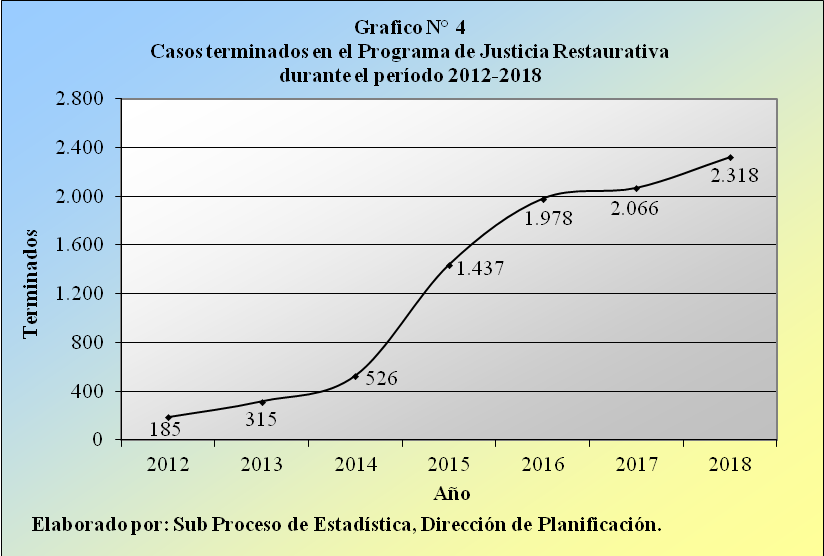 Grafico N° 4
Casos terminados en el Programa de Justicia Restaurativa
durante el período 2012-2018
2.800
2.400
2.000
1.600
1.200
800
400
0
Terminados
185
315
526
1.437
1.978
2.066
2.318
2012 2013 2014 2015 2016 2017 2018
Año
Elaborado por: Sub Proceso de Estadística, Dirección de Planificación.